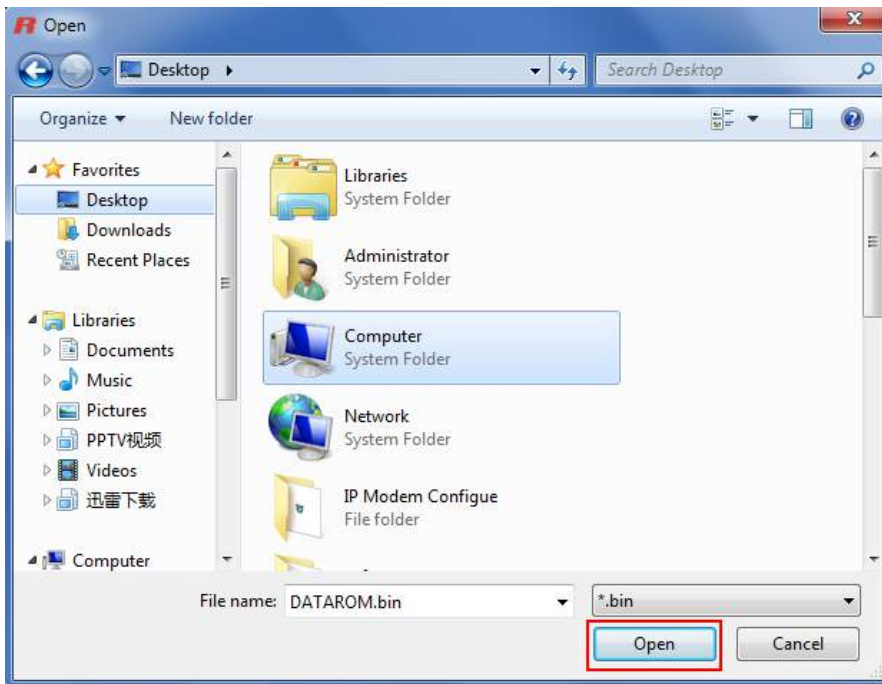 R Open
Desktop
Search Desktop
Organize
New folder
Favorites
Desktop
Downloads
Recent Places
Libraries
Documents
Music
Pictures
PPTV视频
Videos
迅雷下载
Computer
Libraries
System Folder
Administrator
System Folder
Computer
System Folder
Network
System Folder
IP Modem Configue
File folder
File name: DATAROM.bin
*.bin
Open
Cancel